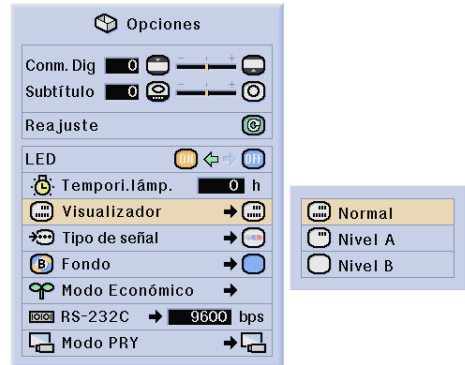 Opciones
Conm. Dig 0 - +
Subtítulo 0 - +
Reajuste
LED ON OFF
Tempori.lámp. 0 h
Visualizador
Tipo de señal
B Fondo
Modo Económico
RS-232C 9600 bps
Modo PRY
Normal
Nivel A
Nivel B